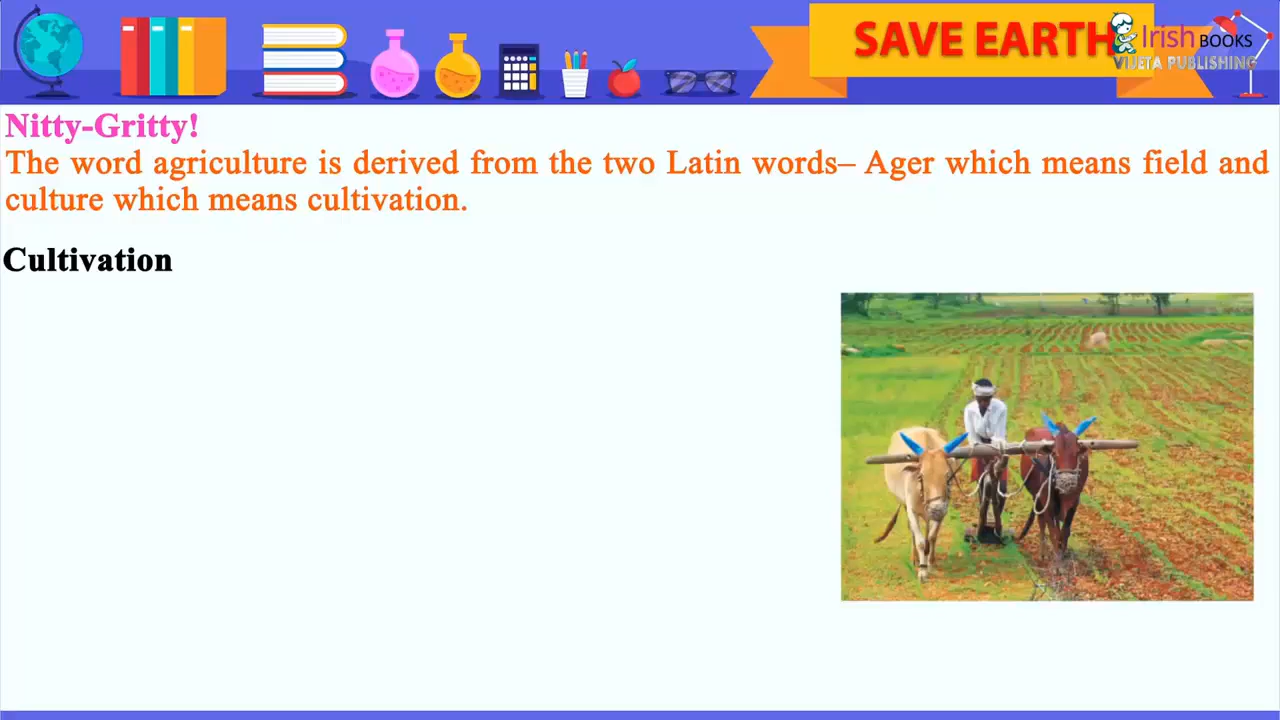 SAVE EARTH
Irish BOOKS
VIJETA PUBLISHING
Nitty-Gritty!
The word agriculture is derived from the two Latin words– Ager which means field and
culture which means cultivation.
Cultivation